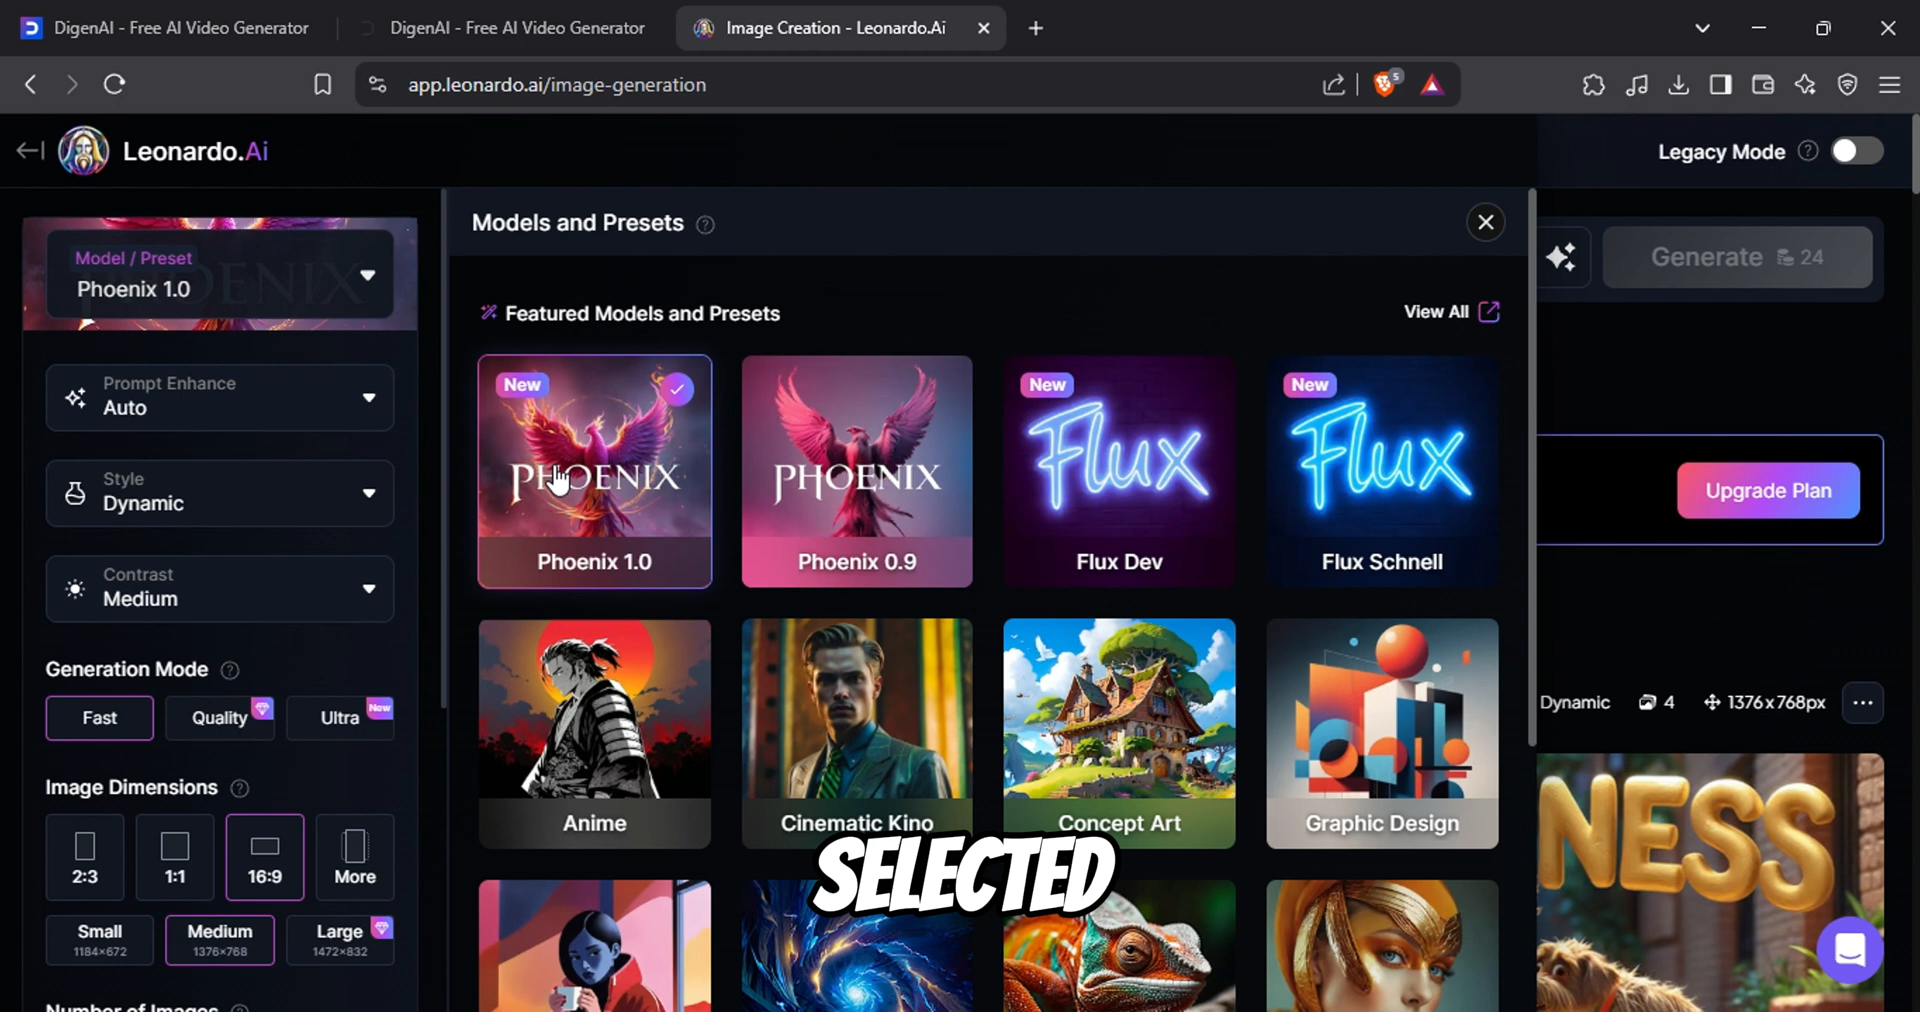 DigenAI - Free AI Video Generator
DigenAI - Free AI Video Generator
Image Creation - Leonardo.Ai
app.leonardo.ai/image-generation
5
Leonardo.Ai
Legacy Mode
Models and Presets
Model / Preset
Phoenix 1.0
PHOENIX
Generate 24
Featured Models and Presets
View All
Prompt Enhance
Auto
Style
Dynamic
Contrast
Medium
New
PHOENIX
Phoenix 1.0
PHOENIX
Phoenix 0.9
New
Flux
Flux Dev
New
Flux
Flux Schnell
Upgrade Plan
Generation Mode
Fast
Quality
Ultra
New
Dynamic
4
1376x768px
Image Dimensions
2:3
1:1
16:9
More
Anime
Cinematic Kino
Concept Art
Graphic Design
SELECTED
NESS
Small
1184×672
Medium
1376×768
Large
1472×832
Number of Images